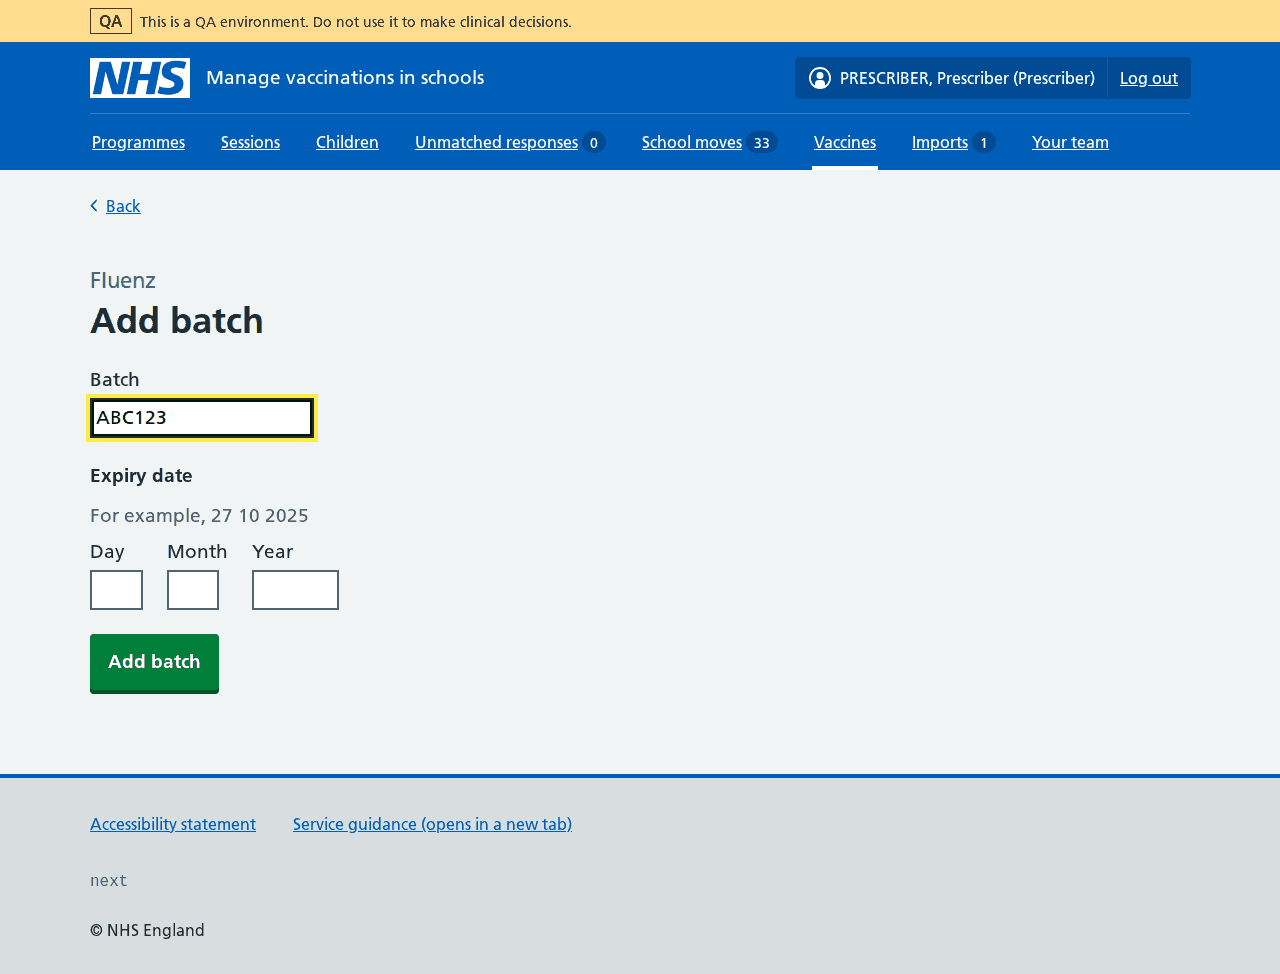 QA This is a QA environment. Do not use it to make clinical decisions.
NHS Manage vaccinations in schools PRESCRIBER, Prescriber (Prescriber) Log out
Programmes Sessions Children Unmatched responses 0 School moves 33 Vaccines Imports 1 Your team
Back
Fluenz
Add batch
Batch
ABC123
Expiry date
For example, 27 10 2025
Day Month Year
Add batch
Accessibility statement Service guidance (opens in a new tab)
next
© NHS England